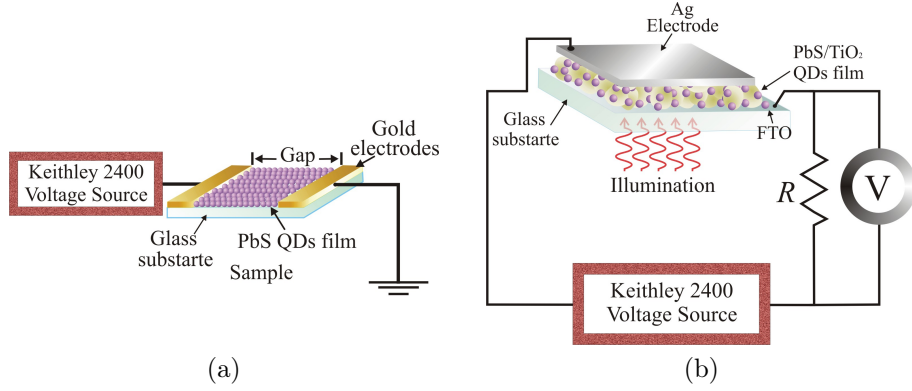 Gap
Gold
electrodes
Keithley 2400
Voltage Source
Glass
substarte
PbS QDs film
Sample
(a)
Ag
Electrode
PbS/TiO₂
QDs film
Glass
substarte
FTO
Illumination
R
V
Keithley 2400
Voltage Source
(b)